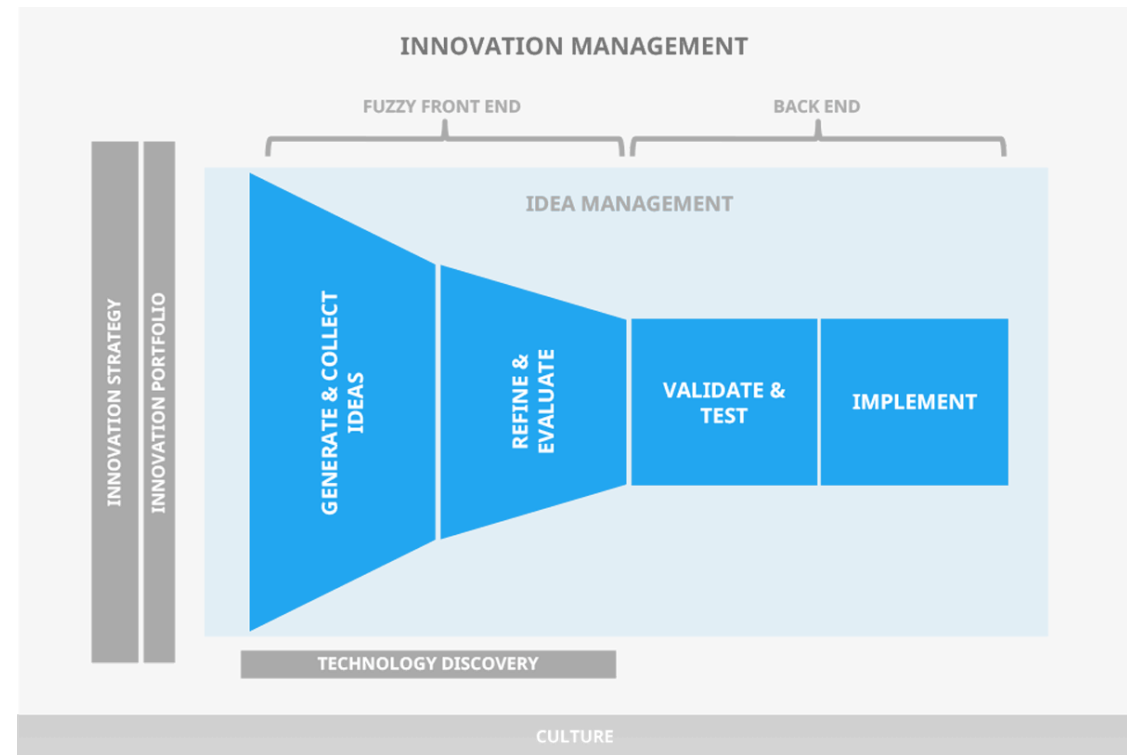 INNOVATION MANAGEMENT
FUZZY FRONT END
BACK END
IDEA MANAGEMENT
INNOVATION STRATEGY
INNOVATION PORTFOLIO
GENERATE & COLLECT
IDEAS
REFINE &
EVALUATE
VALIDATE &
TEST
IMPLEMENT
TECHNOLOGY DISCOVERY
CULTURE